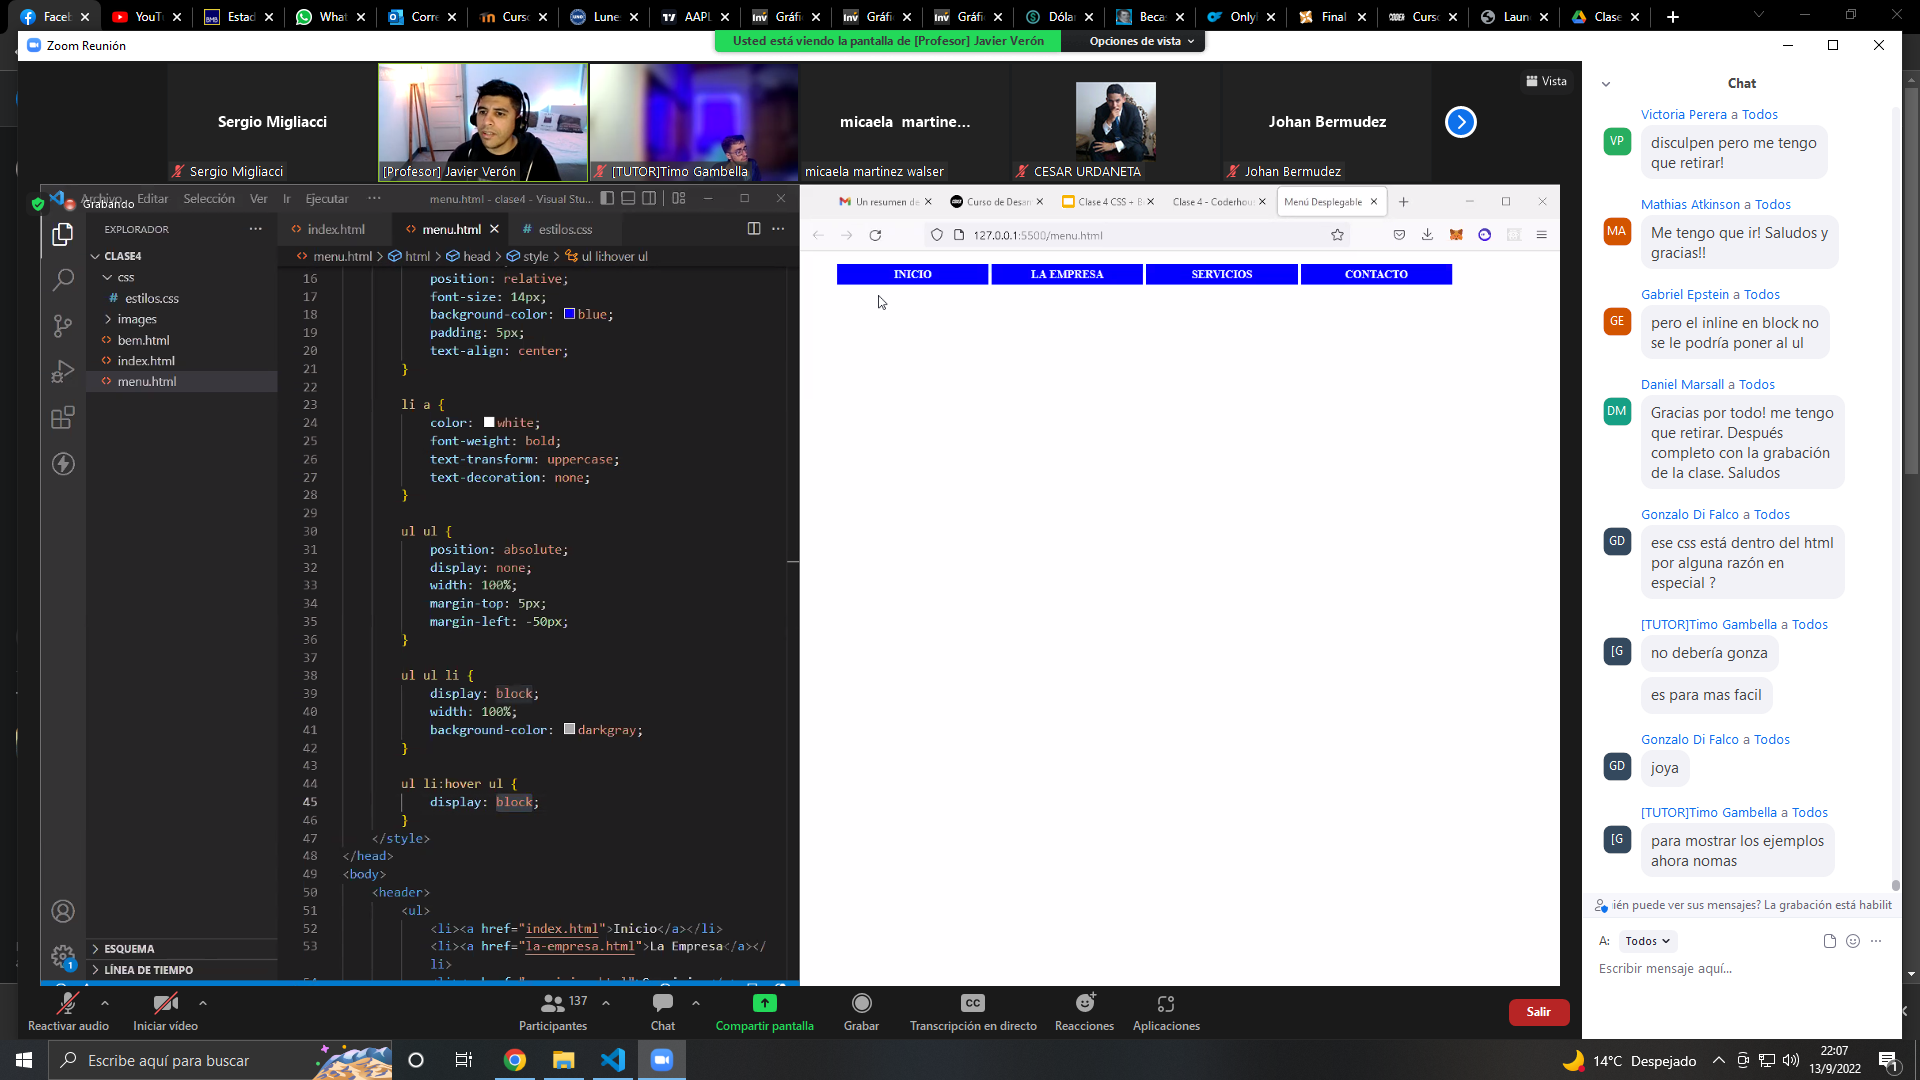 Faceb
YouT
Estad
What
Corre
Curso
Lune
AAPL
Gráfi
Gráfi
Gráfi
Dóla
Beca
Onlyl
Final
Curso
Laun
Clase
Zoom Reunión
Usted está viendo la pantalla de [Profesor] Javier Verón
Opciones de vista
Vista
Sergio Migliacci
Sergio Migliacci
[Profesor] Javier Verón
[TUTOR]Timo Gambella
micaela martine...
micaela martinez walser
CESAR URDANETA
Johan Bermudez
Johan Bermudez
Grabando
Archivo Editar Selección Ver Ir Ejecutar ···
menu.html - clase4 - Visual Stu...
EXPLORADOR
CLASE4
css
# estilos.css
images
<> bem.html
<> index.html
<> menu.html
ESQUEMA
LÍNEA DE TIEMPO
<> index.html
<> menu.html
# estilos.css
<> menu.html > html > head > style > ul li:hover ul
16 position: relative;
17 font-size: 14px;
18 background-color: blue;
19 padding: 5px;
20 text-align: center;
21 }
22
23 li a {
24 color: white;
25 font-weight: bold;
26 text-transform: uppercase;
27 text-decoration: none;
28 }
29
30 ul ul {
31 position: absolute;
32 display: none;
33 width: 100%;
34 margin-top: 5px;
35 margin-left: -50px;
36 }
37
38 ul ul li {
39 display: block;
40 width: 100%;
41 background-color: darkgray;
42 }
43
44 ul li:hover ul {
45 display: block;
46 }
47 </style>
48 </head>
49 <body>
50 <header>
51 <ul>
52 <li><a href="index.html">Inicio</a></li>
53 <li><a href="la-empresa.html">La Empresa</a></
li>
Un resumen de
Curso de Desar
Clase 4 CSS + B
Clase 4 - Coderhous
Menú Desplegable
127.0.0.1:5500/menu.html
INICIO
LA EMPRESA
SERVICIOS
CONTACTO
Chat
Victoria Perera a Todos
VP
disculpen pero me tengo
que retirar!
Mathias Atkinson a Todos
MA
Me tengo que ir! Saludos y
gracias!!
Gabriel Epstein a Todos
GE
pero el inline en block no
se le podría poner al ul
Daniel Marsall a Todos
DM
Gracias por todo! me tengo
que retirar. Después
completo con la grabación
de la clase. Saludos
Gonzalo Di Falco a Todos
GD
ese css está dentro del html
por alguna razón en
especial ?
[TUTOR]Timo Gambella a Todos
[G
no debería gonza
es para mas facil
Gonzalo Di Falco a Todos
GD
joya
[TUTOR]Timo Gambella a Todos
[G
para mostrar los ejemplos
ahora nomas
ién puede ver sus mensajes? La grabación está habilit
A: Todos
Escribir mensaje aquí...
Reactivar audio
Iniciar vídeo
137
Participantes
Chat
Compartir pantalla
Grabar
CC
Transcripción en directo
Reacciones
Aplicaciones
Salir
Escribe aquí para buscar
14°C Despejado
22:07
13/9/2022
1